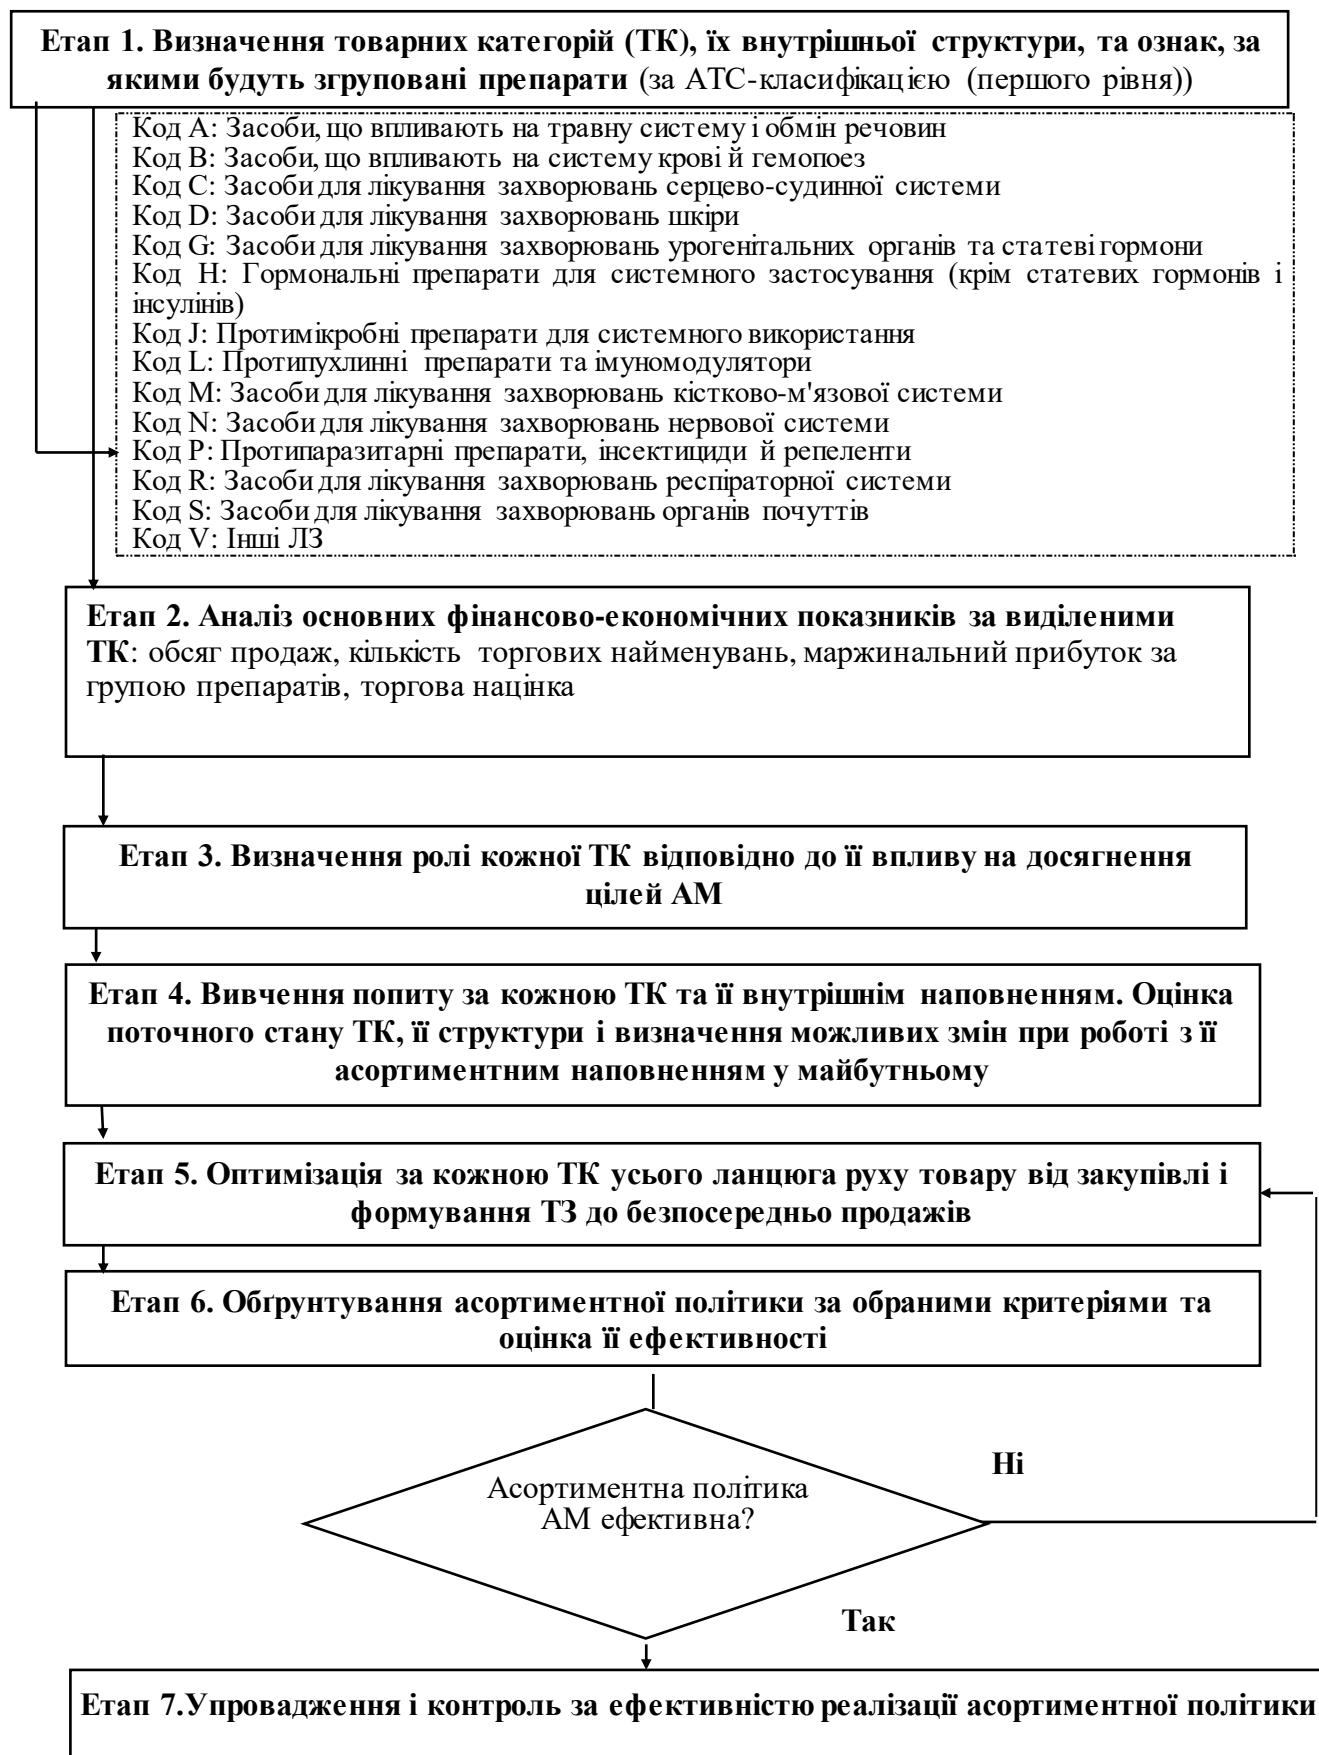 Етап 1. Визначення товарних категорій (ТК), їх внутрішньої структури, та ознак, за
якими будуть згруповані препарати (за АТС-класифікацією (першого рівня))
Код A: Засоби, що впливають на травну систему і обмін речовин
Код B: Засоби, що впливають на систему крові й гемопоез
Код C: Засоби для лікування захворювань серцево-судинної системи
Код D: Засоби для лікування захворювань шкіри
Код G: Засоби для лікування захворювань урогенітальних органів та статеві гормони
Код H: Гормональні препарати для системного застосування (крім статевих гормонів і
інсулінів)
Код J: Протимікробні препарати для системного використання
Код L: Протипухлинні препарати та імуномодулятори
Код M: Засоби для лікування захворювань кістково-м'язової системи
Код N: Засоби для лікування захворювань нервової системи
Код P: Протипаразитарні препарати, інсектициди й репеленти
Код R: Засоби для лікування захворювань респіраторної системи
Код S: Засоби для лікування захворювань органів почуттів
Код V: Інші ЛЗ
Етап 2. Аналіз основних фінансово-економічних показників за виділеними
ТК: обсяг продаж, кількість торгових найменувань, маржинальний прибуток за
групою препаратів, торгова націнка
Етап 3. Визначення ролі кожної ТК відповідно до її впливу на досягнення
цілей АМ
Етап 4. Вивчення попиту за кожною ТК та її внутрішнім наповненням. Оцінка
поточного стану ТК, її структури і визначення можливих змін при роботі з її
асортиментним наповненням у майбутньому
Етап 5. Оптимізація за кожною ТК усього ланцюга руху товару від закупівлі і
формування ТЗ до безпосередньо продажів
Етап 6. Обґрунтування асортиментної політики за обраними критеріями та
оцінка її ефективності
Ні
Асортиментна політика
АМ ефективна?
Так
Етап 7.Упровадження і контроль за ефективністю реалізації асортиментної політики